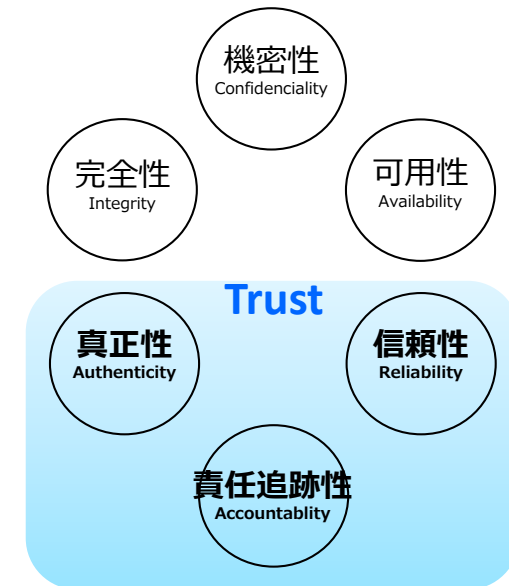 機密性
Confidenciality
完全性
Integrity
可用性
Availability
Trust
真正性
Authenticity
信頼性
Reliability
責任追跡性
Accountablity